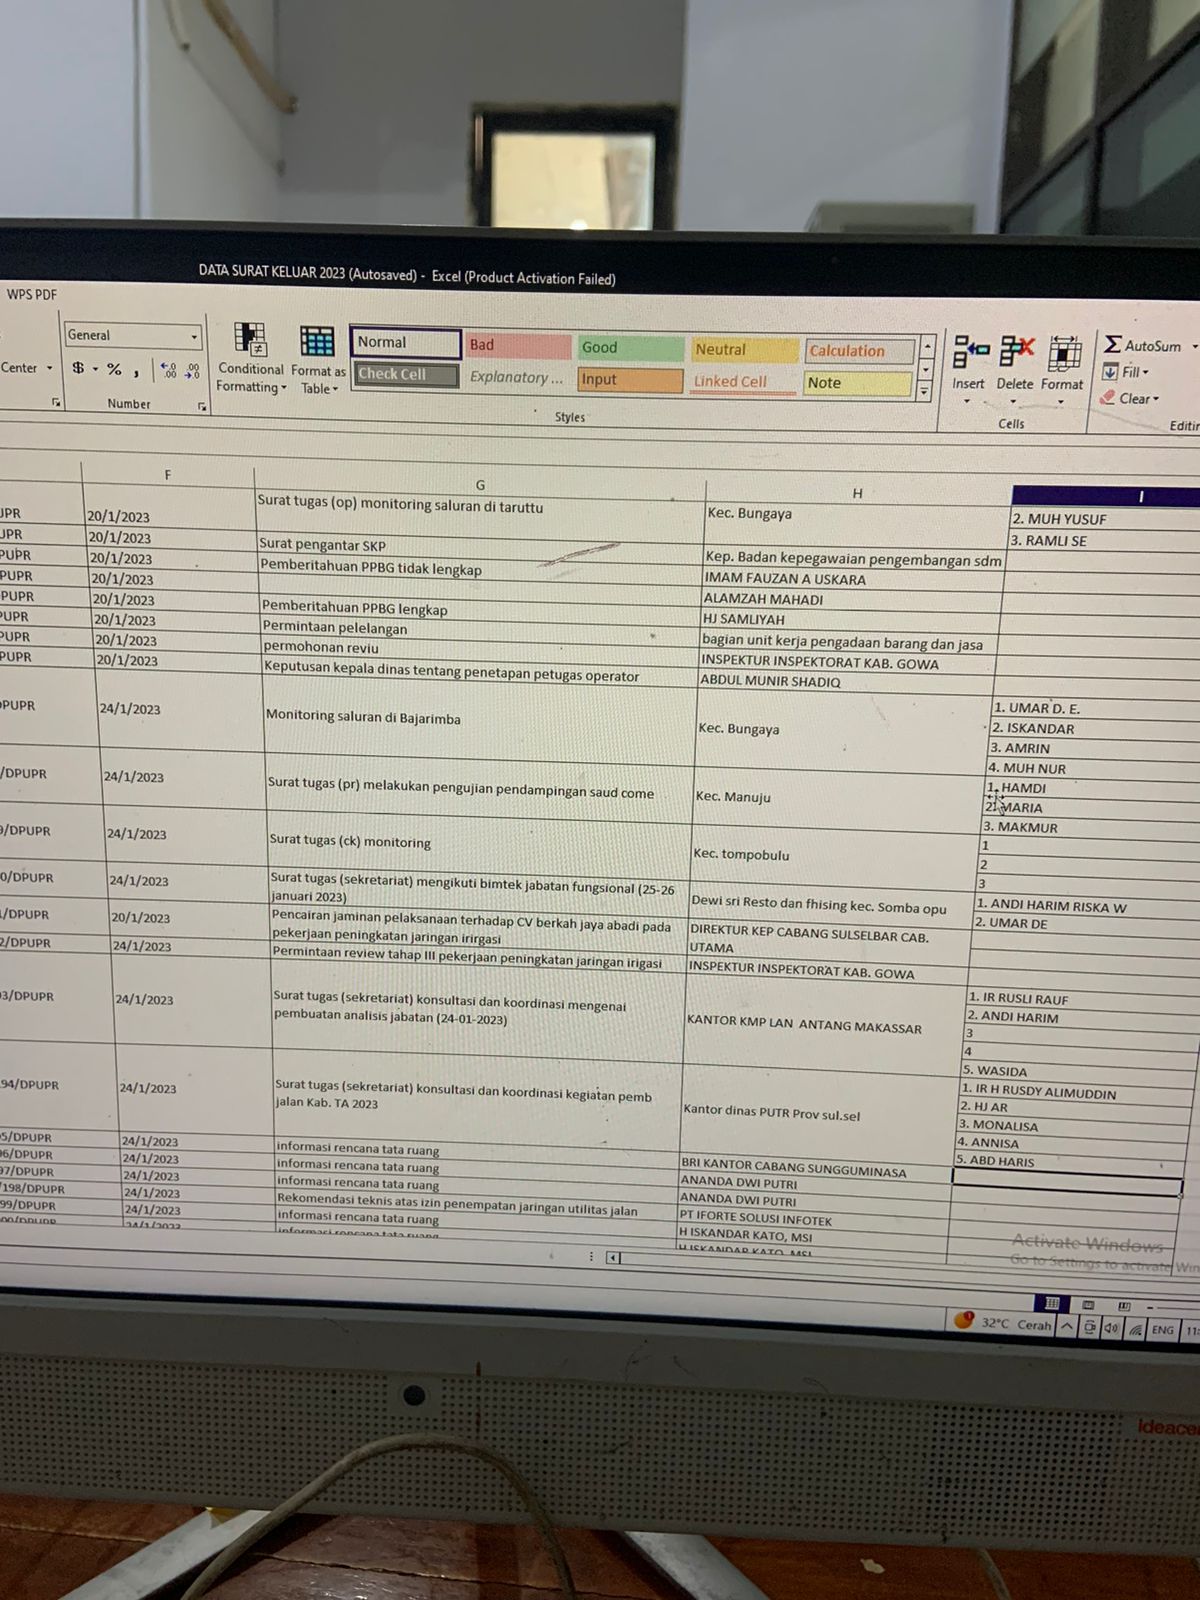 DATA SURAT KELUAR 2023 (Autosaved) - Excel (Product Activation Failed)
WPS PDF
General
Center
$ % ,
Number
Conditional Formatting
Format as Table
Normal
Bad
Good
Neutral
Calculation
Check Cell
Explanatory ...
Input
Linked Cell
Note
Styles
Insert
Delete
Format
Cells
AutoSum
Fill
Clear
F G H I
UPR 20/1/2023 Surat tugas (op) monitoring saluran di taruttu Kec. Bungaya 2. MUH YUSUF
3. RAMLI SE
UPR 20/1/2023 Surat pengantar SKP Kep. Badan kepegawaian pengembangan sdm
PUPR 20/1/2023 Pemberitahuan PPBG tidak lengkap IMAM FAUZAN A USKARA
PUPR 20/1/2023 ALAMZAH MAHADI
PUPR 20/1/2023 Pemberitahuan PPBG lengkap HJ SAMLIYAH
PUPR 20/1/2023 Permintaan pelelangan bagian unit kerja pengadaan barang dan jasa
PUPR 20/1/2023 permohonan reviu INSPEKTUR INSPEKTORAT KAB. GOWA
PUPR 20/1/2023 Keputusan kepala dinas tentang penetapan petugas operator ABDUL MUNIR SHADIQ
DPUPR 24/1/2023 Monitoring saluran di Bajarimba Kec. Bungaya 1. UMAR D. E.
2. ISKANDAR
3. AMRIN
4. MUH NUR
/DPUPR 24/1/2023 Surat tugas (pr) melakukan pengujian pendampingan saud come Kec. Manuju 1. HAMDI
2. MARIA
3. MAKMUR
9/DPUPR 24/1/2023 Surat tugas (ck) monitoring Kec. tompobulu 1
2
3
0/DPUPR 24/1/2023 Surat tugas (sekretariat) mengikuti bimtek jabatan fungsional (25-26
januari 2023) Dewi sri Resto dan fhising kec. Somba opu 1. ANDI HARIM RISKA W
2. UMAR DE
1/DPUPR 20/1/2023 Pencairan jaminan pelaksanaan terhadap CV berkah jaya abadi pada
pekerjaan peningkatan jaringan irirgasi DIREKTUR KEP CABANG SULSELBAR CAB.
UTAMA
2/DPUPR 24/1/2023 Permintaan review tahap III pekerjaan peningkatan jaringan irigasi INSPEKTUR INSPEKTORAT KAB. GOWA
93/DPUPR 24/1/2023 Surat tugas (sekretariat) konsultasi dan koordinasi mengenai
pembuatan analisis jabatan (24-01-2023) KANTOR KMP LAN ANTANG MAKASSAR 1. IR RUSLI RAUF
2. ANDI HARIM
3
4
5. WASIDA
94/DPUPR 24/1/2023 Surat tugas (sekretariat) konsultasi dan koordinasi kegiatan pemb
jalan Kab. TA 2023 Kantor dinas PUTR Prov sul.sel 1. IR H RUSDY ALIMUDDIN
2. HJ AR
3. MONALISA
4. ANNISA
5. ABD HARIS
95/DPUPR 24/1/2023 informasi rencana tata ruang BRI KANTOR CABANG SUNGGUMINASA
96/DPUPR 24/1/2023 informasi rencana tata ruang ANANDA DWI PUTRI
97/DPUPR 24/1/2023 informasi rencana tata ruang ANANDA DWI PUTRI
/198/DPUPR 24/1/2023 Rekomendasi teknis atas izin penempatan jaringan utilitas jalan PT IFORTE SOLUSI INFOTEK
99/DPUPR 24/1/2023 informasi rencana tata ruang H ISKANDAR KATO, MSI
24/1/2023 informasi rencana tata ruang H ISKANDAR KATO, MSI
Activate Windows
Go to Settings to activate Win
32°C Cerah
ENG
11:
Ideace